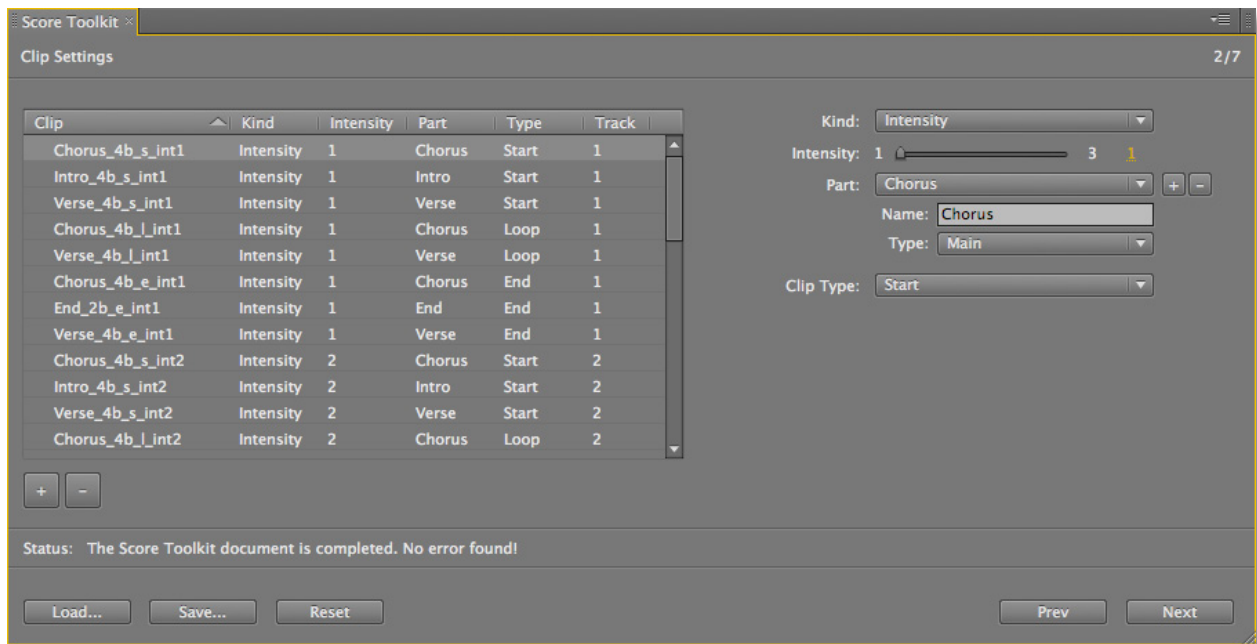 Score Toolkit
Clip Settings 2/7
Clip Kind Intensity Part Type Track
Chorus_4b_s_int1 Intensity 1 Chorus Start 1
Intro_4b_s_int1 Intensity 1 Intro Start 1
Verse_4b_s_int1 Intensity 1 Verse Start 1
Chorus_4b_l_int1 Intensity 1 Chorus Loop 1
Verse_4b_l_int1 Intensity 1 Verse Loop 1
Chorus_4b_e_int1 Intensity 1 Chorus End 1
End_2b_e_int1 Intensity 1 End End 1
Verse_4b_e_int1 Intensity 1 Verse End 1
Chorus_4b_s_int2 Intensity 2 Chorus Start 2
Intro_4b_s_int2 Intensity 2 Intro Start 2
Verse_4b_s_int2 Intensity 2 Verse Start 2
Chorus_4b_l_int2 Intensity 2 Chorus Loop 2
+ -
Kind: Intensity
Intensity: 1 3 1
Part: Chorus + -
Name: Chorus
Type: Main
Clip Type: Start
Status: The Score Toolkit document is completed. No error found!
Load... Save... Reset Prev Next